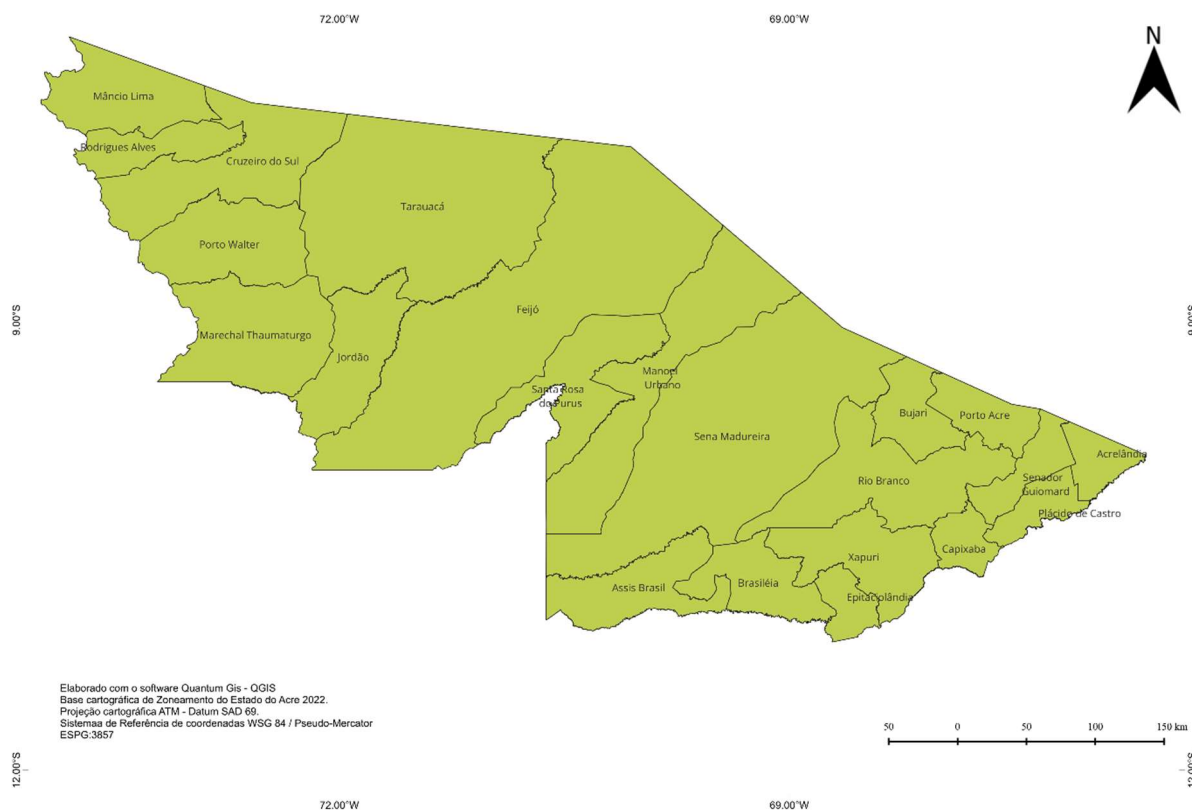 72.00°W
69.00°W
N
Mâncio Lima
Rodrigues Alves
Cruzeiro do Sul
Tarauacá
Porto Walter
9.00°S
9.00°S
Feijó
Marechal Thaumaturgo
Jordão
Manoel
Urbano
Santa Rosa
do Purus
Sena Madureira
Bujari
Porto Acre
Acrelândia
Rio Branco
Senador
Guiomard
Plácido de Castro
Capixaba
Xapuri
Assis Brasil
Brasiléia
Epitaciolândia
Elaborado com o software Quantum Gis - QGIS
Base cartográfica de Zoneamento do Estado do Acre 2022.
Projeção cartográfica ATM - Datum SAD 69.
Sistemaa de Referência de coordenadas WSG 84 / Pseudo-Mercator
ESPG:3857
50 0 50 100 150 km
12.00°S
12.00°S
72.00°W
69.00°W